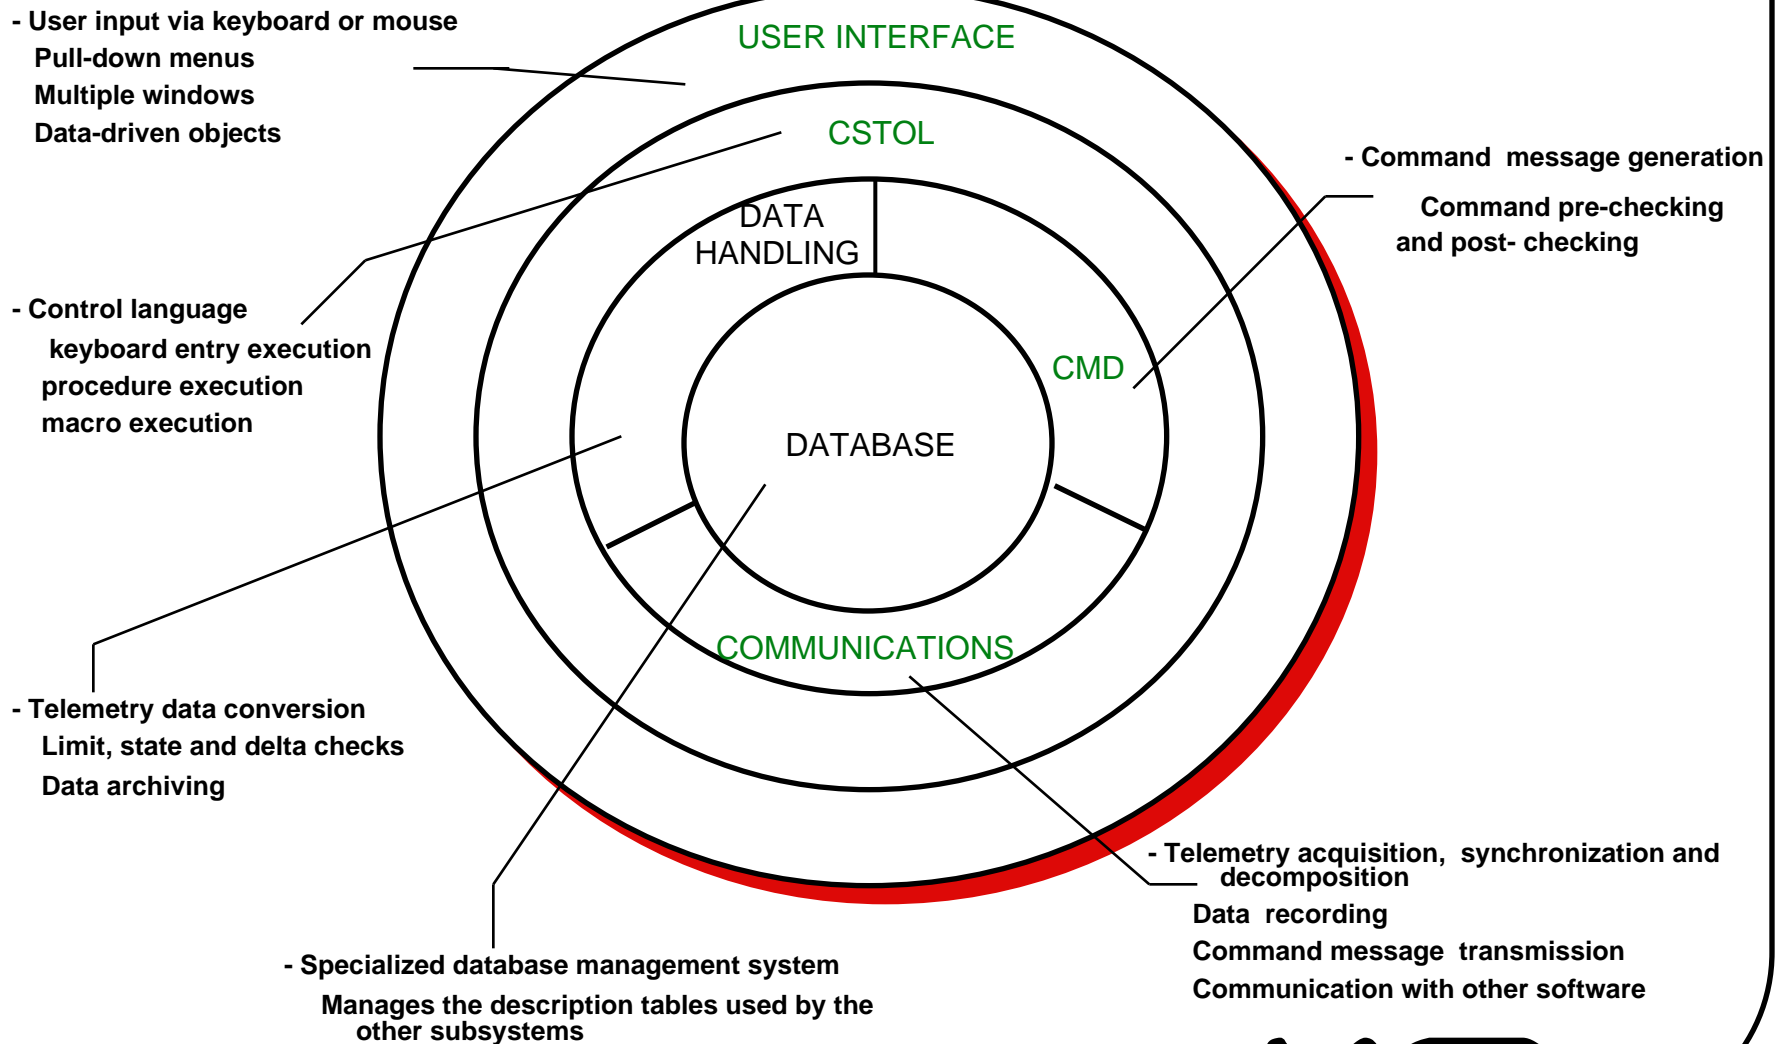 - User input via keyboard or mouse
Pull-down menus
Multiple windows
Data-driven objects
USER INTERFACE
CSTOL
DATA
HANDLING
CMD
DATABASE
COMMUNICATIONS
- Command message generation
Command pre-checking
and post- checking
- Control language
keyboard entry execution
procedure execution
macro execution
- Telemetry data conversion
Limit, state and delta checks
Data archiving
- Specialized database management system
Manages the description tables used by the
other subsystems
- Telemetry acquisition, synchronization and
decomposition
Data recording
Command message transmission
Communication with other software